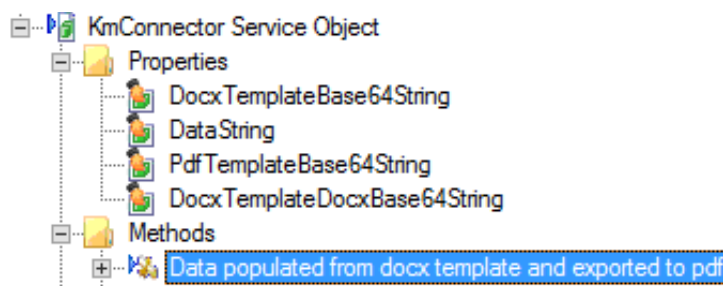 KmConnector Service Object
Properties
DocxTemplateBase64String
DataString
PdfTemplateBase64String
DocxTemplateDocxBase64String
Methods
Data populated from docx template and exported to pdf